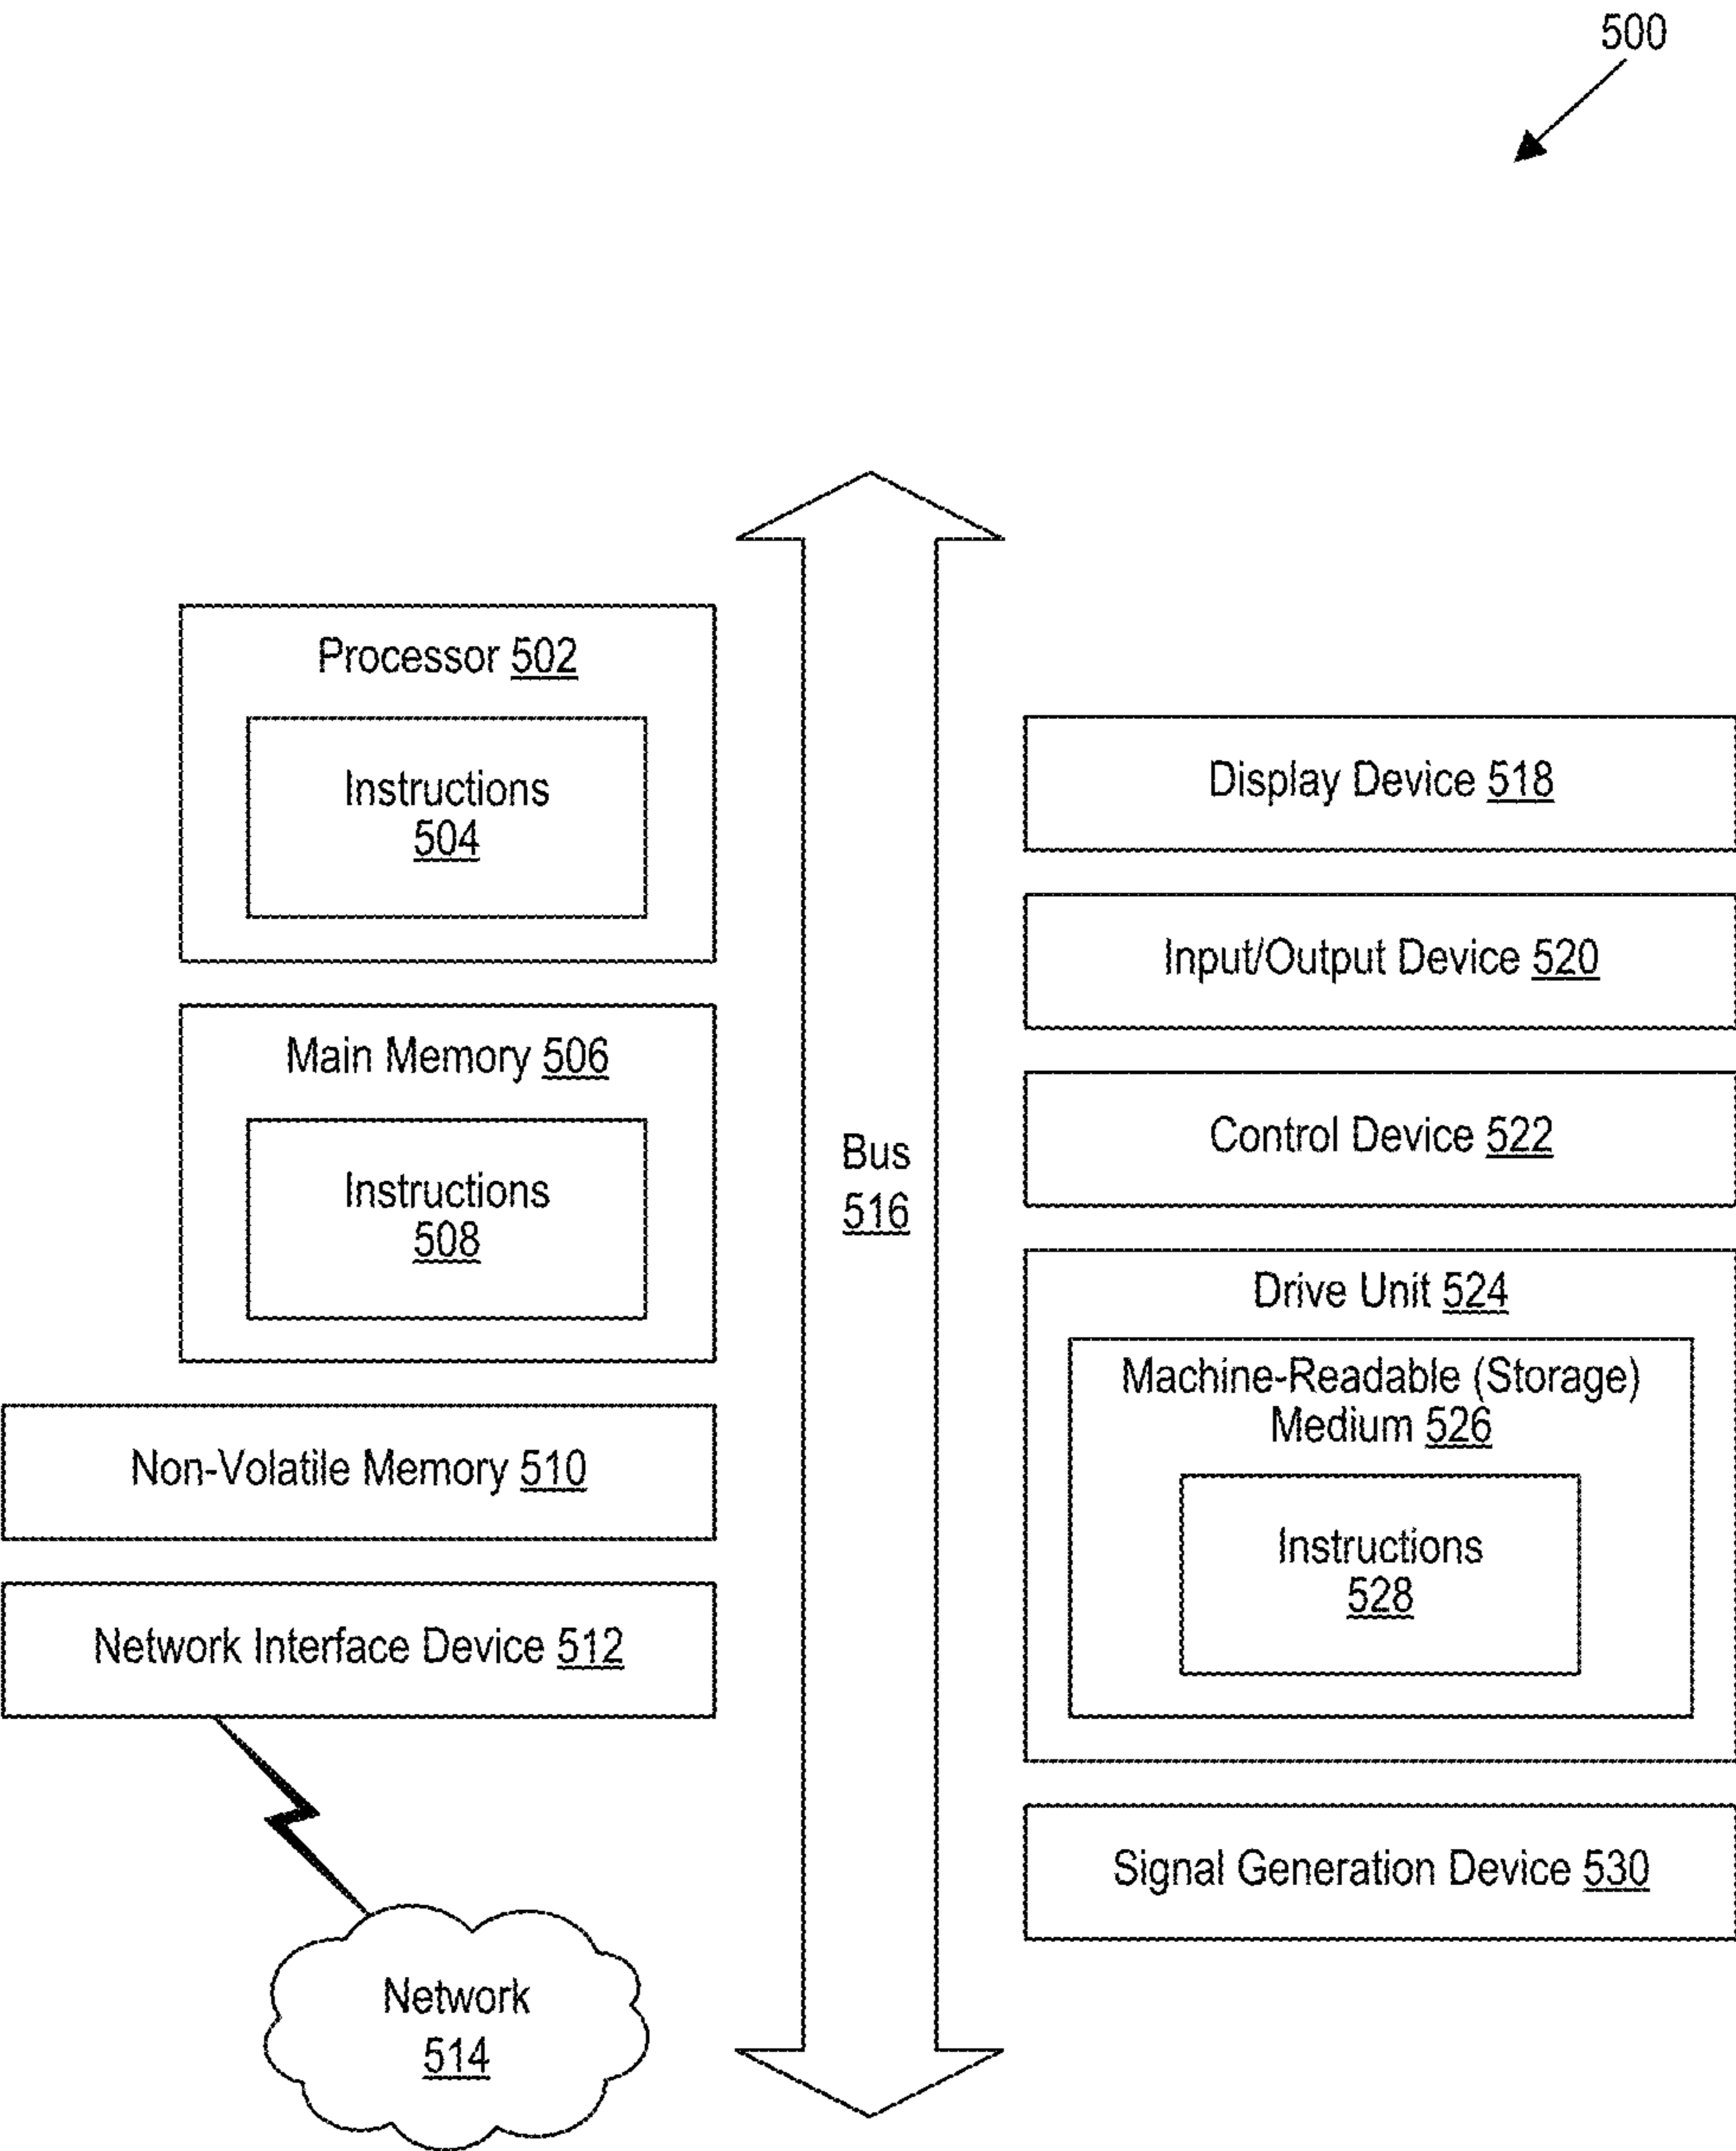 500
Processor 502
Instructions
504
Main Memory 506
Instructions
508
Non-Volatile Memory 510
Network Interface Device 512
Network
514
Bus
516
Display Device 518
Input/Output Device 520
Control Device 522
Drive Unit 524
Machine-Readable (Storage)
Medium 526
Instructions
528
Signal Generation Device 530